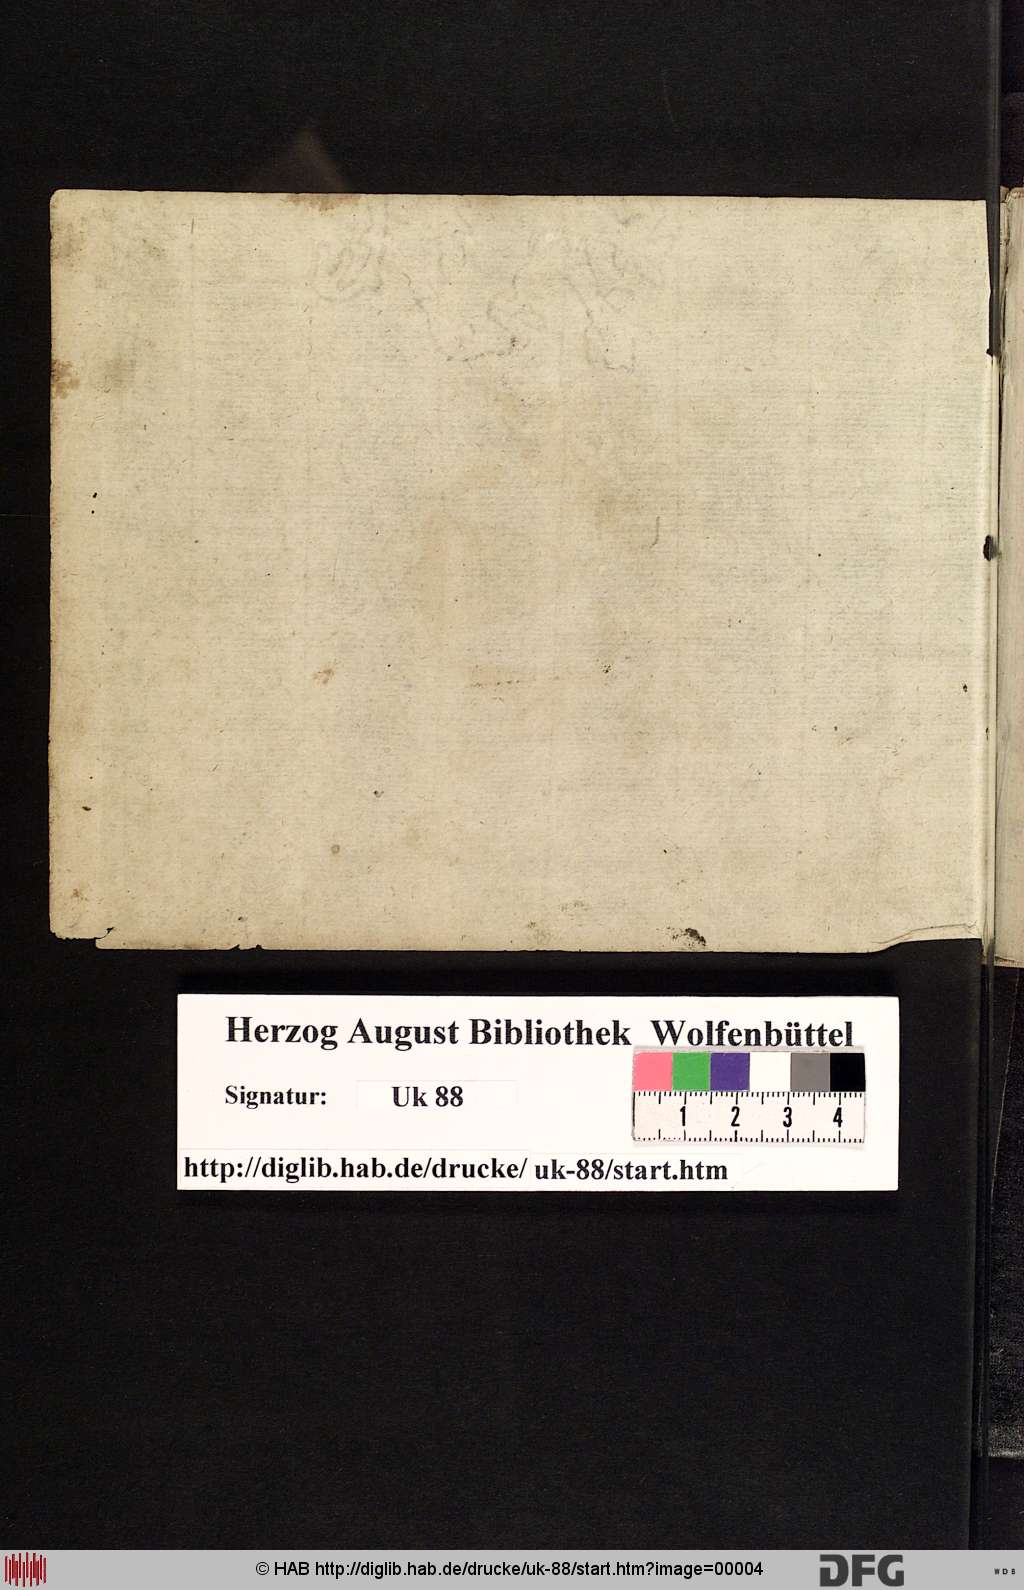 Herzog August Bibliothek Wolfenbüttel
Signatur: Uk 88
1 2 3 4
http://diglib.hab.de/drucke/ uk-88/start.htm
© HAB http://diglib.hab.de/drucke/uk-88/start.htm?image=00004
DFG
WDB